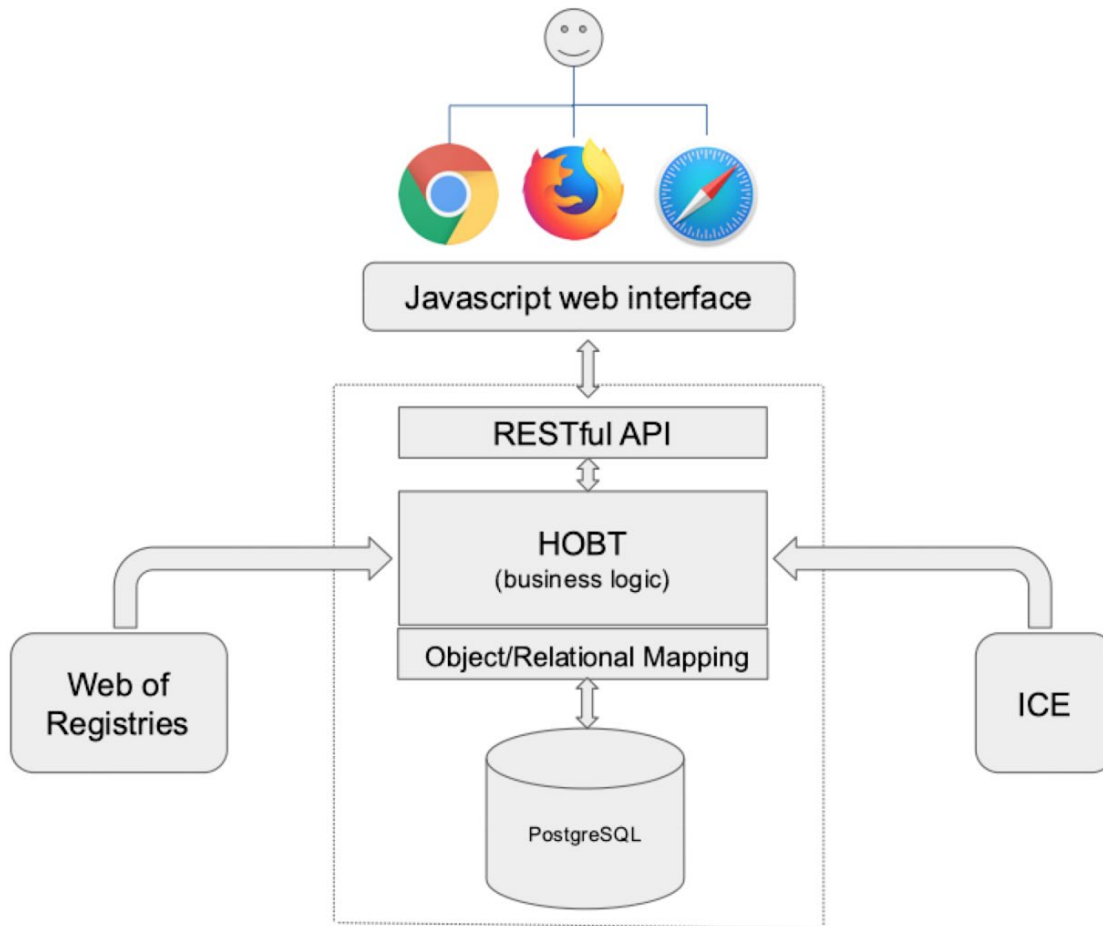 Javascript web interface
RESTful API
HOBT
(business logic)
Object/Relational Mapping
Web of
Registries
ICE
PostgreSQL